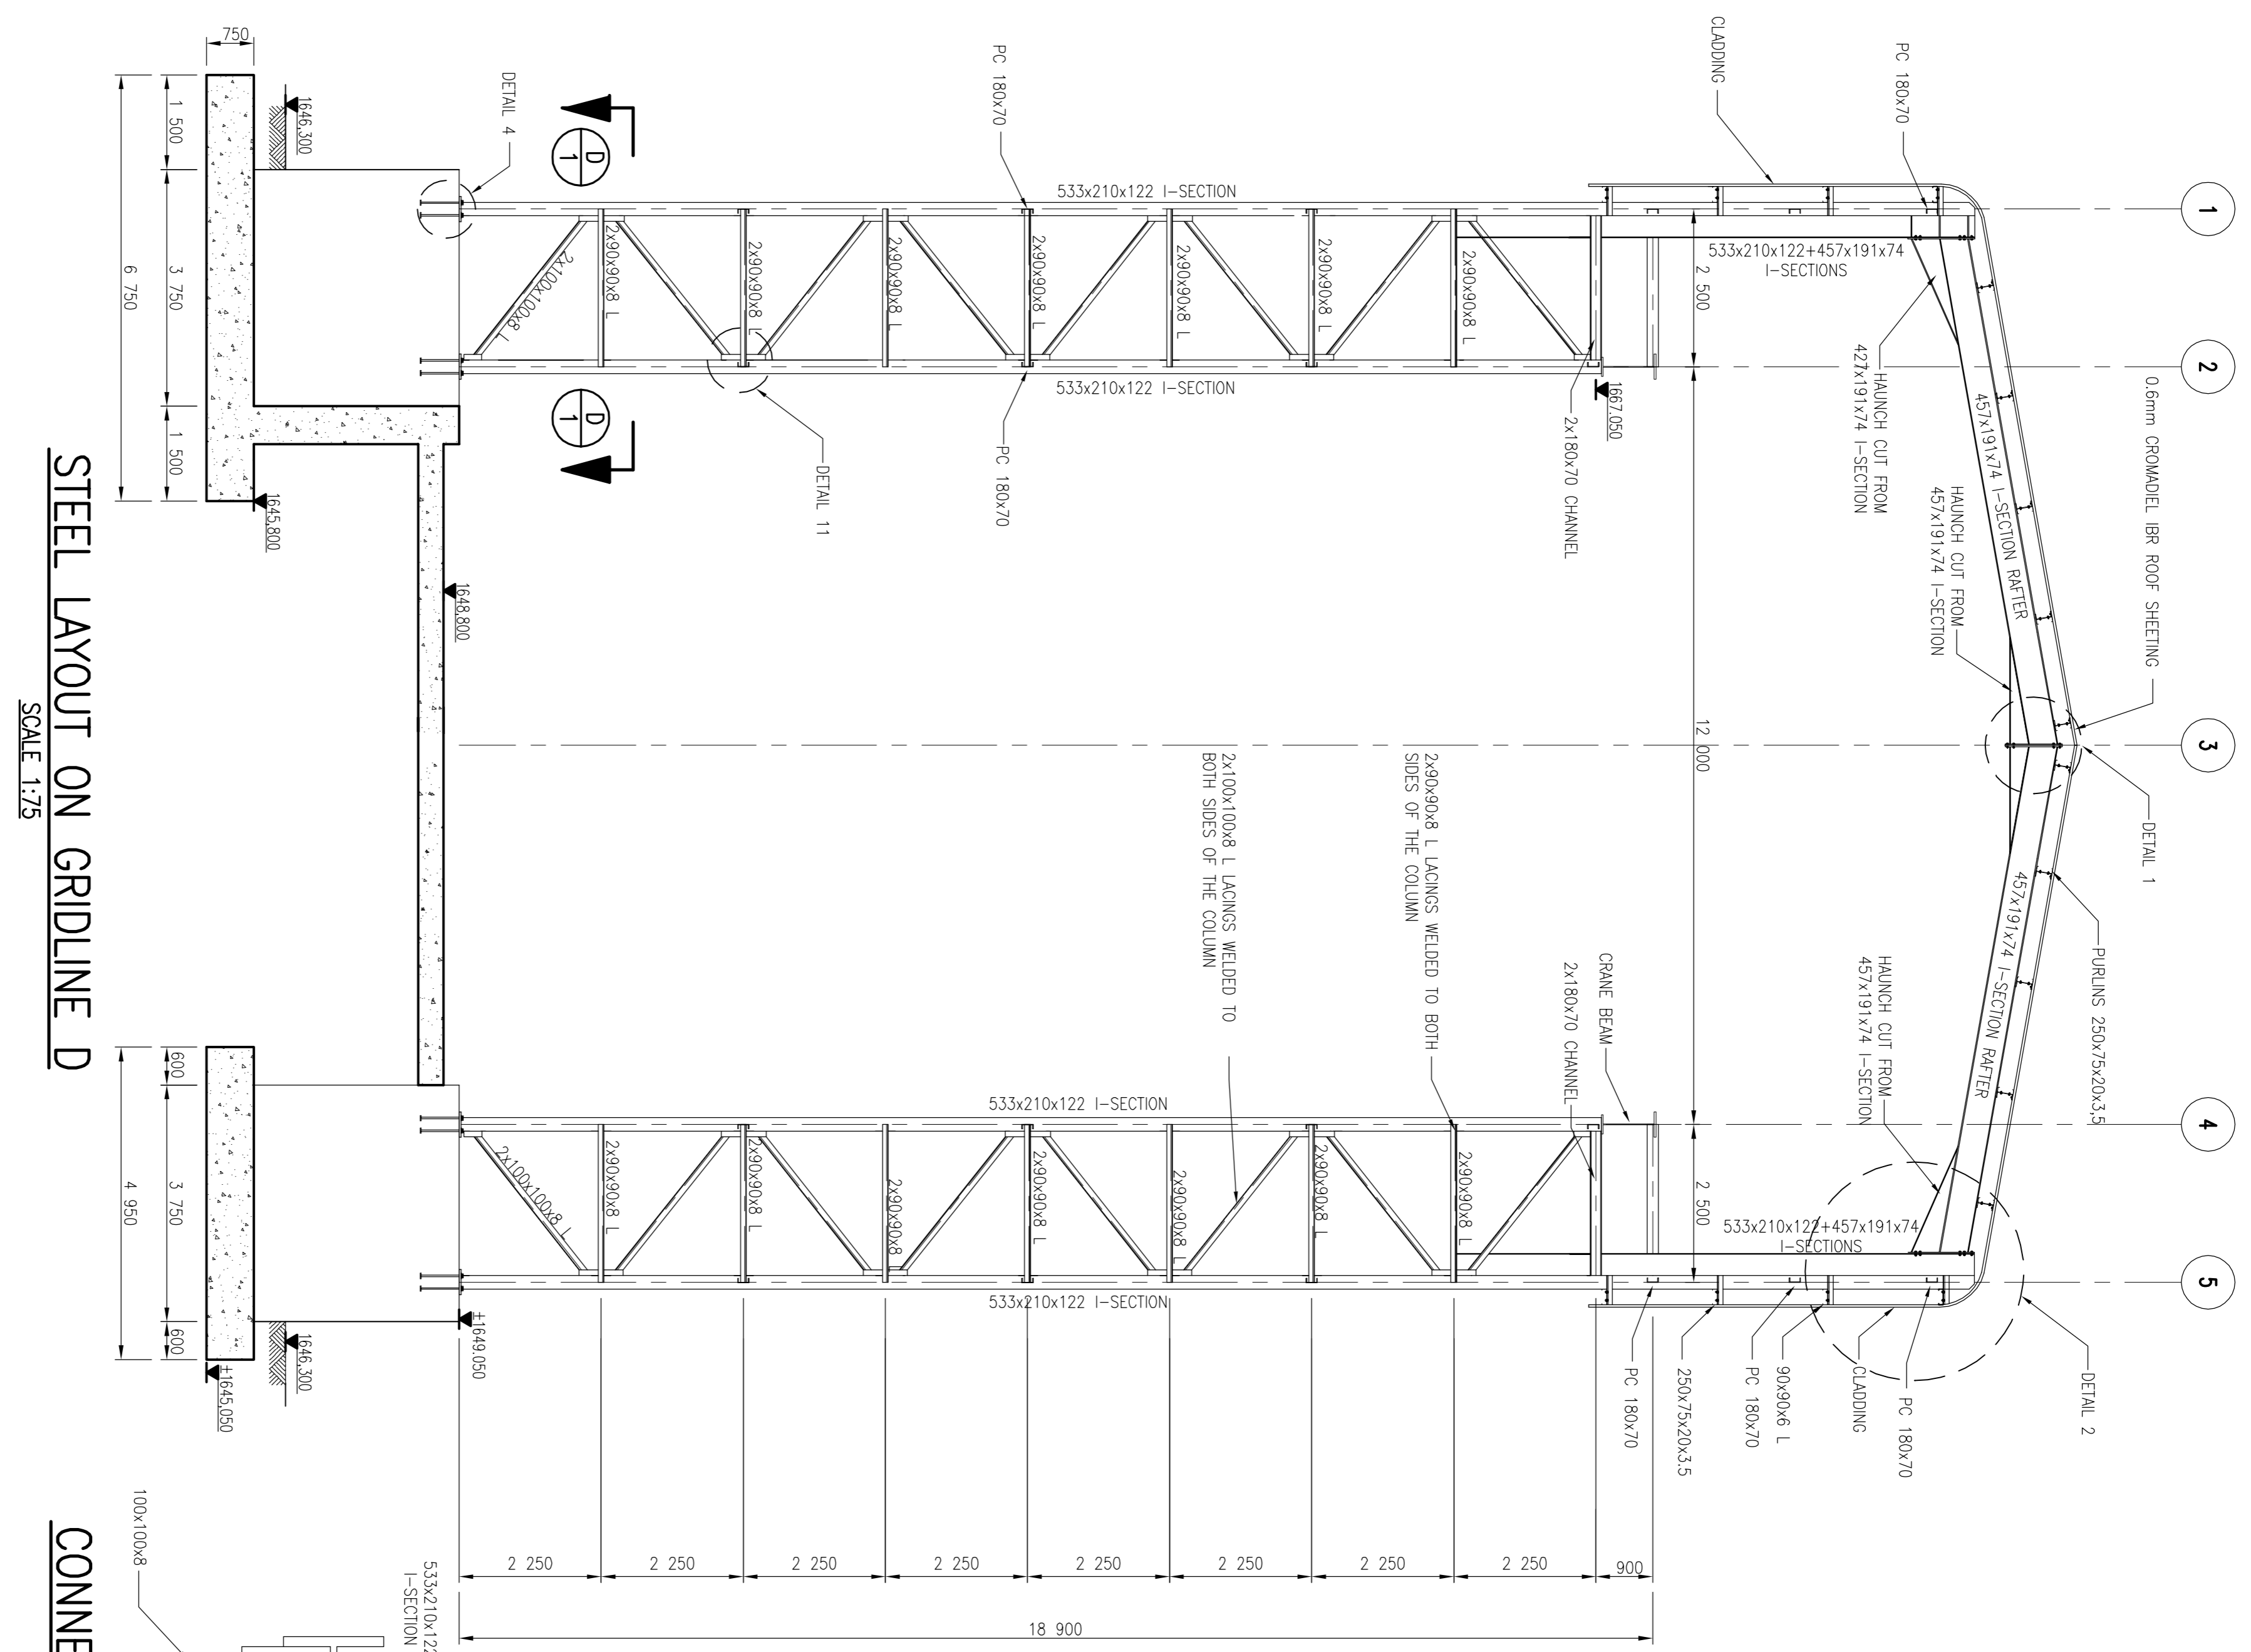 1
2
3
4
5
CLADDING
PC 180x70
533x210x122 I-SECTION
533x210x122+457x191x74
I-SECTIONS
HAUNCH CUT FROM
427x191x74 I-SECTION
457x191x74 I-SECTION RAFTER
HAUNCH CUT FROM
457x191x74 I-SECTION
0.6mm CROMADIEL IBR ROOF SHEETING
DETAIL 1
PURLINS 250x75x20x3,5
457x191x74 I-SECTION RAFTER
HAUNCH CUT FROM
457x191x74 I-SECTION
533x210x122+457x191x74
I-SECTIONS
DETAIL 2
PC 180x70
CLADDING
90x90x6 L
PC 180x70
250x75x20x3.5
PC 180x70
2 500
12 000
2 500
1667.050
2x180x70 CHANNEL
CRANE BEAM
2x180x70 CHANNEL
2x90x90x8 L LACINGS WELDED TO BOTH
SIDES OF THE COLUMN
2x100x100x8 L LACINGS WELDED TO
BOTH SIDES OF THE COLUMN
PC 180x70
PC 180x70
533x210x122 I-SECTION
533x210x122 I-SECTION
533x210x122 I-SECTION
2x90x90x8 L
2x90x90x8 L
2x90x90x8 L
2x90x90x8 L
2x90x90x8 L
2x90x90x8 L
2x90x90x8 L
2x100x100x8 L
2x90x90x8 L
2x90x90x8 L
2x90x90x8 L
2x90x90x8 L
2x90x90x8
2x90x90x8 L
2x90x90x8 L
2x100x100x8 L
D
1
D
1
DETAIL 11
DETAIL 4
1646,300
1648,800
1645,800
±1649.050
1646,300
±1645,050
750
1 500
3 750
1 500
6 750
600
3 750
600
4 950
2 250
2 250
2 250
2 250
2 250
2 250
2 250
2 250
900
18 900
STEEL LAYOUT ON GRIDLINE D
SCALE 1:75
533x210x122
I-SECTION
100x100x8
CONNE